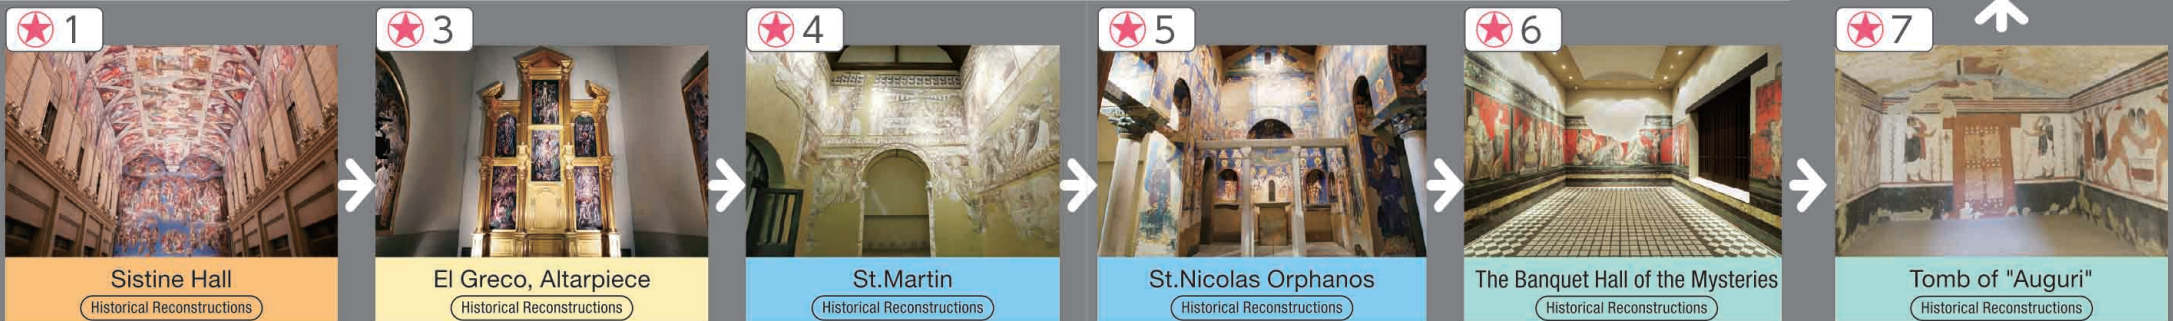 1
Sistine Hall
Historical Reconstructions
3
El Greco, Altarpiece
Historical Reconstructions
4
St.Martin
Historical Reconstructions
5
St.Nicolas Orphanos
Historical Reconstructions
6
The Banquet Hall of the Mysteries
Historical Reconstructions
7
Tomb of "Auguri"
Historical Reconstructions